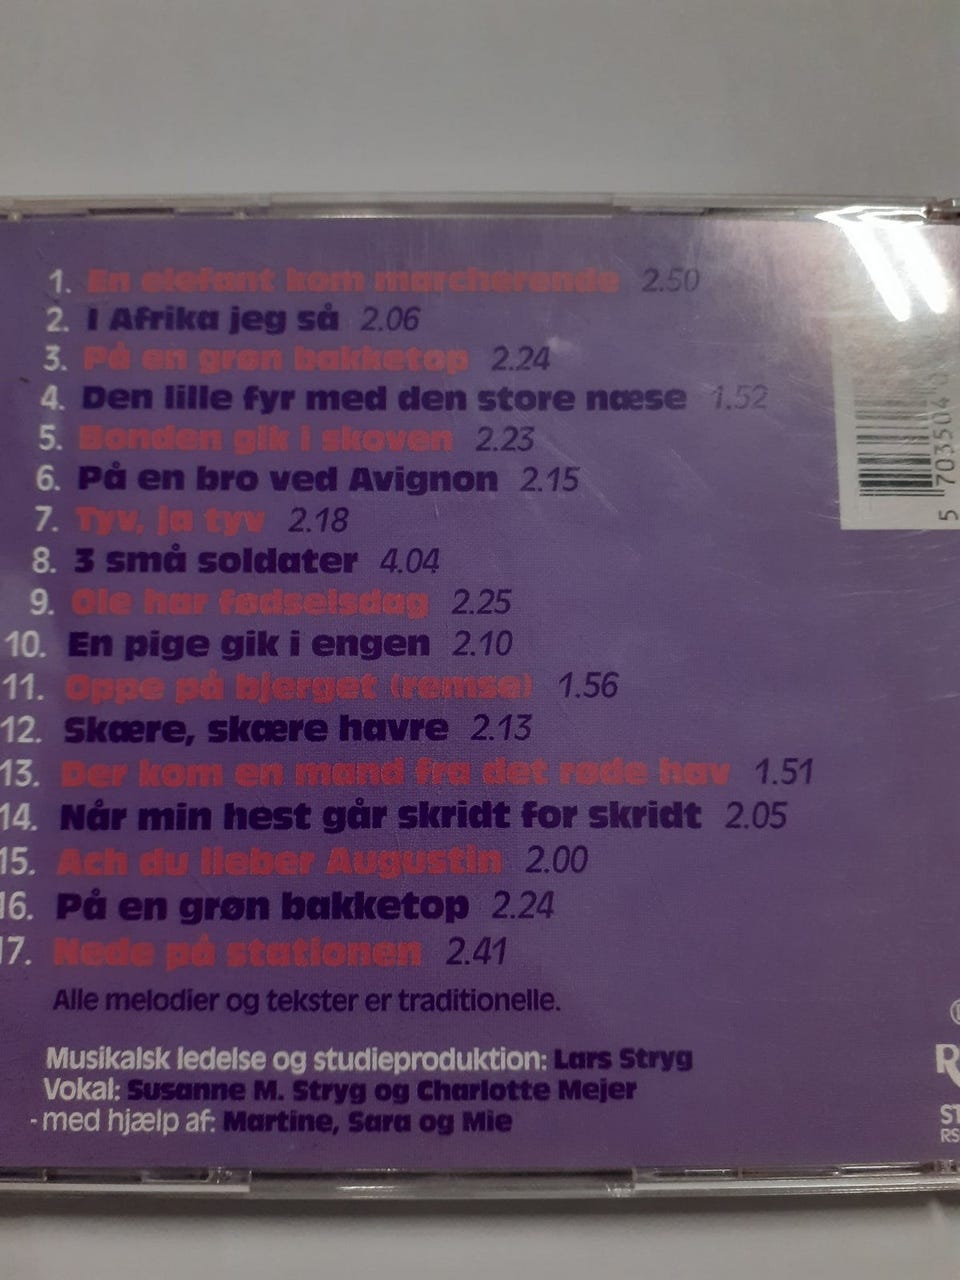 1. En elefant kom marcherende 2.50
2. I Afrika jeg så 2.06
3. På en grøn bakketop 2.24
4. Den lille fyr med den store næse 1.52
5. Bonden gik i skoven 2.23
6. På en bro ved Avignon 2.15
7. Tyv, ja tyv 2.18
8. 3 små soldater 4.04
9. Ole har fødselsdag 2.25
10. En pige gik i engen 2.10
11. Oppe på bjerget (remse) 1.56
12. Skære, skære havre 2.13
13. Der kom en mand fra det røde hav 1.51
14. Når min hest går skridt for skridt 2.05
15. Ach du lieber Augustin 2.00
16. På en grøn bakketop 2.24
17. Nede på stationen 2.41
Alle melodier og tekster er traditionelle.
Musikalsk ledelse og studieproduktion: Lars Stryg
Vokal: Susanne M. Stryg og Charlotte Mejer
- med hjælp af: Martine, Sara og Mie
5 703504 0
R
ST
RS